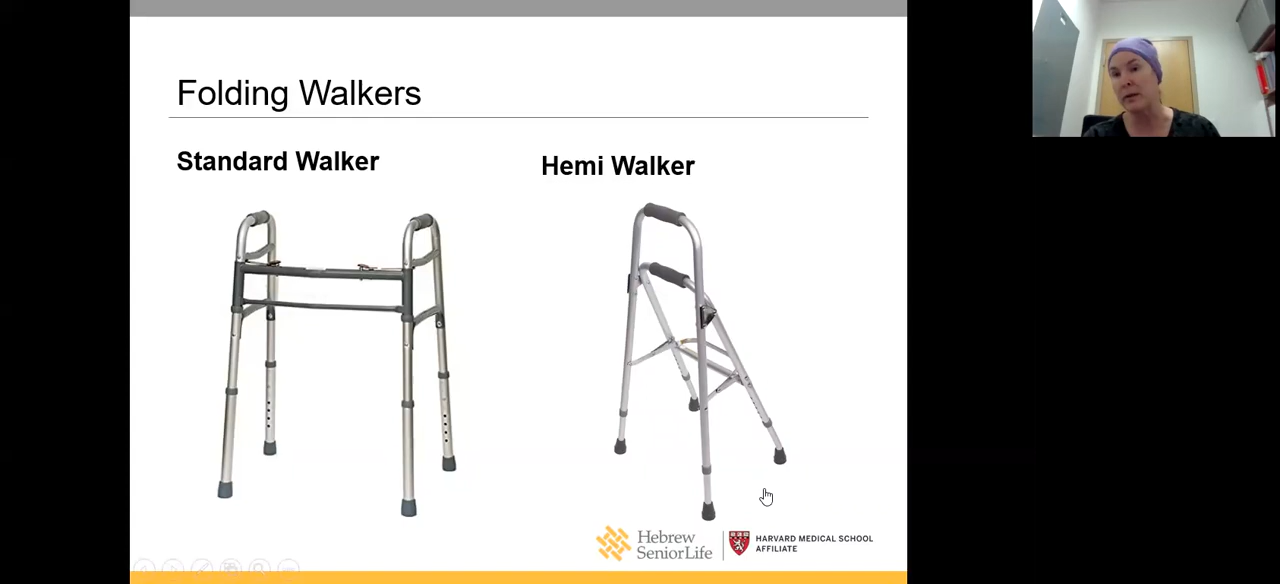 Folding Walkers
Standard Walker
Hemi Walker
Hebrew
SeniorLife
HARVARD MEDICAL SCHOOL
AFFILIATE